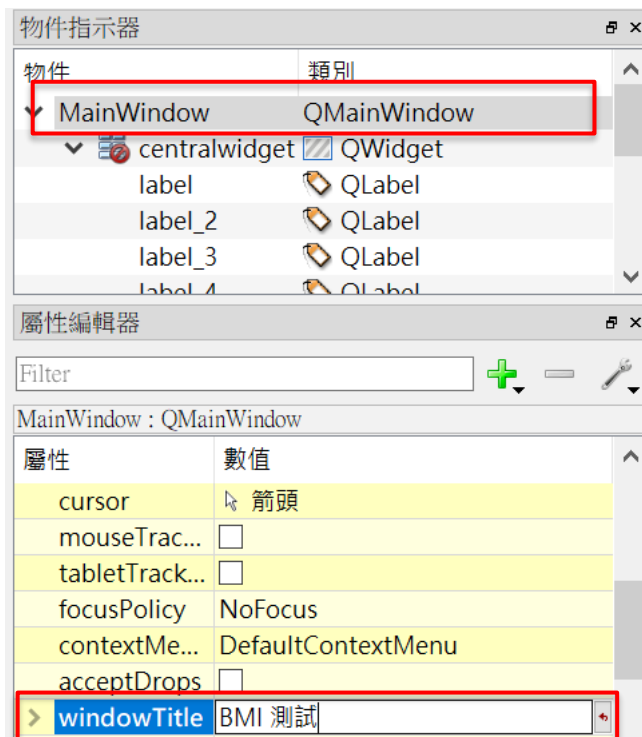 物件指示器
物件 類別
MainWindow QMainWindow
centralwidget QWidget
label QLabel
label_2 QLabel
label_3 QLabel
label_4 QLabel
屬性編輯器
Filter
MainWindow : QMainWindow
屬性 數值
cursor 箭頭
mouseTrac...
tabletTrack...
focusPolicy NoFocus
contextMe... DefaultContextMenu
acceptDrops
windowTitle BMI 測試